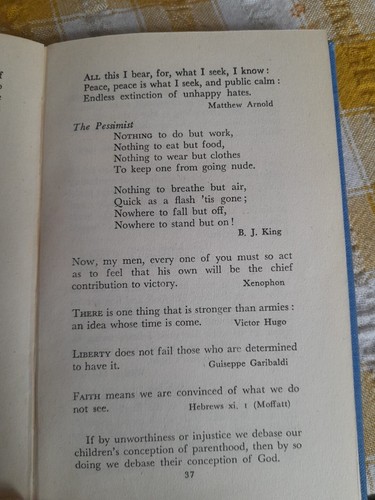 ALL this I bear, for, what I seek, I know :
Peace, peace is what I seek, and public calm :
Endless extinction of unhappy hates.
Matthew Arnold
The Pessimist
NOTHING to do but work,
Nothing to eat but food,
Nothing to wear but clothes
To keep one from going nude.
Nothing to breathe but air,
Quick as a flash 'tis gone ;
Nowhere to fall but off,
Nowhere to stand but on !
B. J. King
Now, my men, every one of you must so act
as to feel that his own will be the chief
contribution to victory. Xenophon
THERE is one thing that is stronger than armies :
an idea whose time is come. Victor Hugo
LIBERTY does not fail those who are determined
to have it. Guiseppe Garibaldi
FAITH means we are convinced of what we do
not see. Hebrews xi, 1 (Moffatt)
If by unworthiness or injustice we debase our
children's conception of parenthood, then by so
doing we debase their conception of God.
37